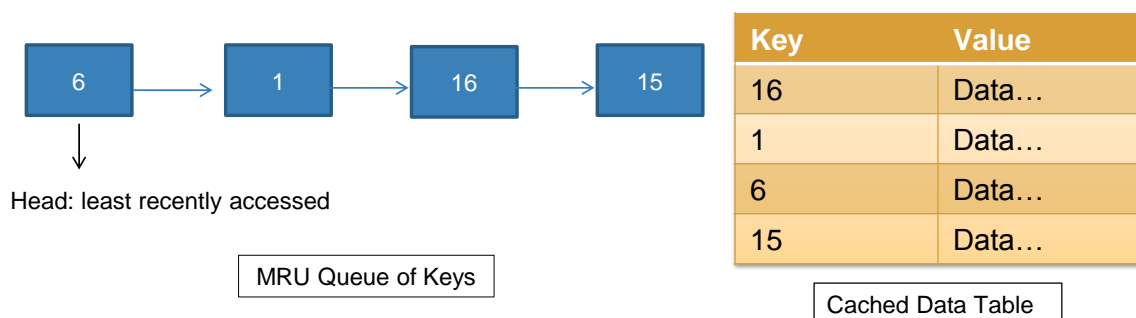 6
1
16
15
Head: least recently accessed
MRU Queue of Keys
Key Value
16 Data…
1 Data…
6 Data…
15 Data…
Cached Data Table